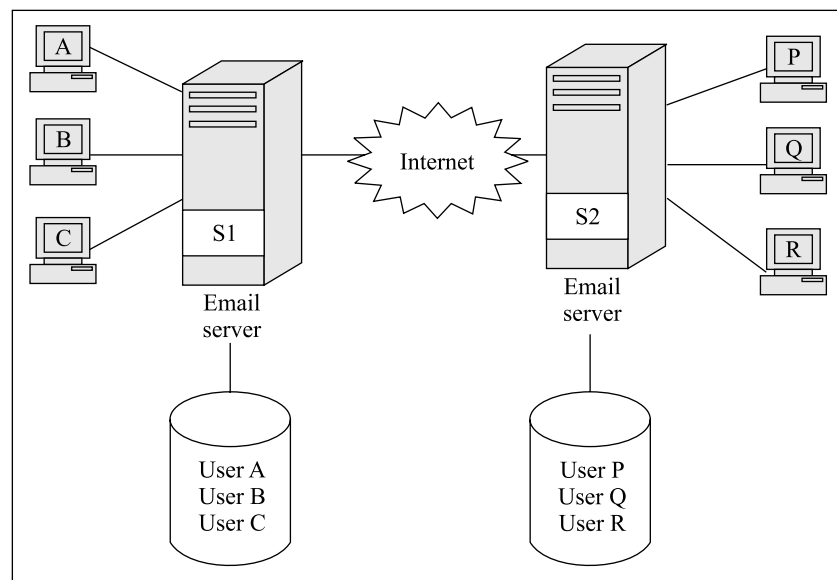 A
B
C
S1
Email
server
Internet
S2
Email
server
P
Q
R
User A
User B
User C
User P
User Q
User R